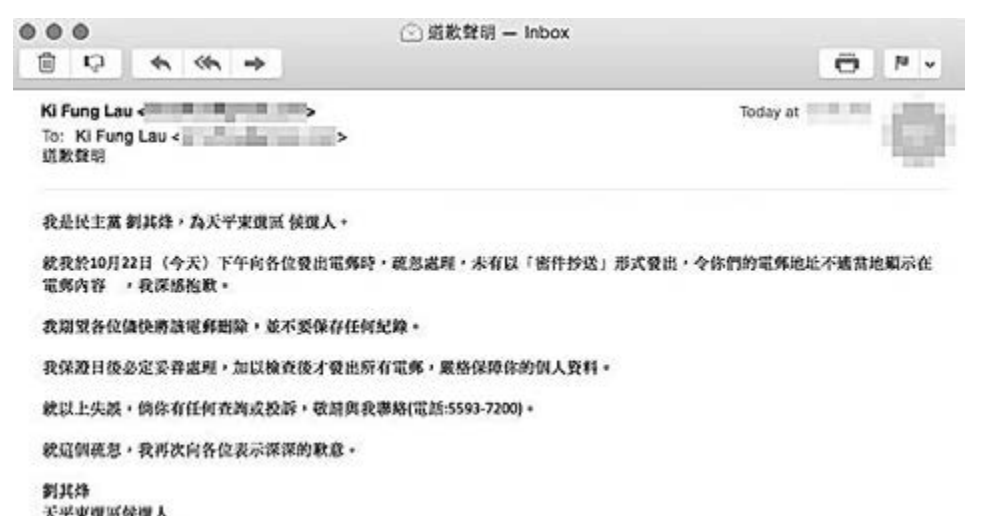 道歉聲明 — Inbox
Ki Fung Lau < >
Today at
To: Ki Fung Lau < >
道歉聲明
我是民主黨 劉其烽，為天平東選區 候選人。
就我於10月22日（今天）下午向各位發出電郵時，疏忽處理，未有以「密件抄送」形式發出，令你們的電郵地址不適當地顯示在
電郵內容 ，我深感抱歉。
我期望各位儘快將該電郵刪除，並不要保存任何紀錄。
我保證日後必定妥善處理，加以檢查後才發出所有電郵，嚴格保障你的個人資料。
就以上失誤，倘你有任何查詢或投訴，敬請與我聯絡(電話:5593-7200)。
就這個疏忽，我再次向各位表示深深的歉意。
劉其烽
天平東選區候選人